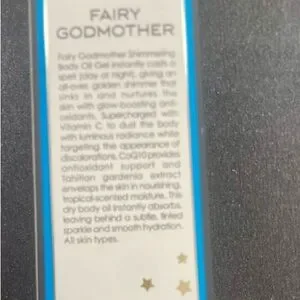 FAIRY
GODMOTHER
Fairy Godmother Shimmering
Body Oil Gel instantly casts a
spell (day or night), giving an
all-over, golden shimmer that
sinks in and nurtures the
skin with glow-boosting anti-
oxidants. Supercharged with
Vitamin C to dust the body
with luminous radiance while
targeting the appearance of
discolorations, CoQ10 provides
antioxidant support and
Tahitian gardenia extract
envelops the skin in nourishing,
tropical-scented moisture. This
dry body oil instantly absorbs,
leaving behind a subtle, tinted
sparkle and smooth hydration.
All skin types.